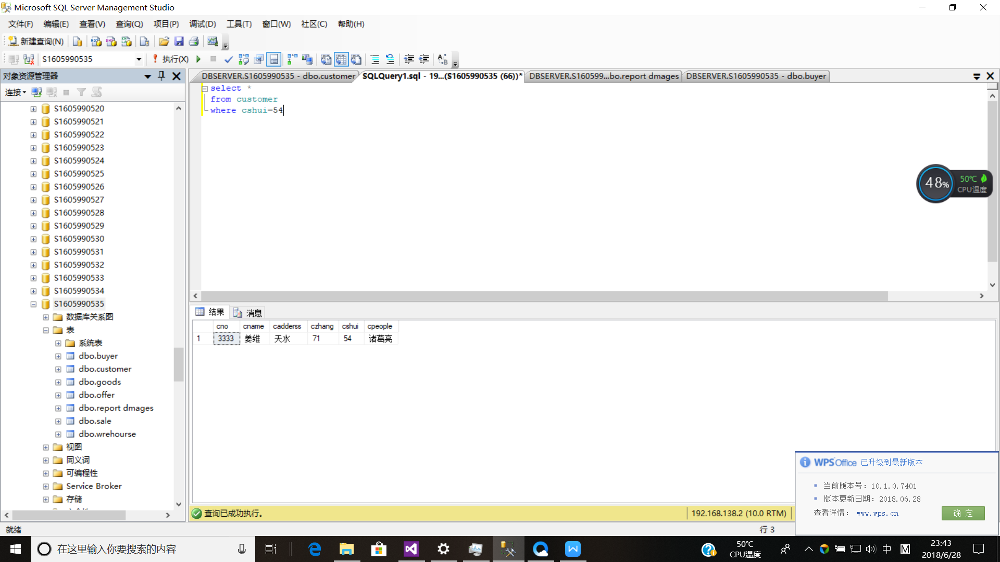 Microsoft SQL Server Management Studio
文件(F) 编辑(E) 查看(V) 查询(Q) 项目(P) 调试(D) 工具(T) 窗口(W) 社区(C) 帮助(H)
新建查询(N)
S1605990535 执行(X)
对象资源管理器
连接
S1605990520
S1605990521
S1605990522
S1605990523
S1605990524
S1605990525
S1605990526
S1605990527
S1605990528
S1605990529
S1605990530
S1605990531
S1605990532
S1605990533
S1605990534
S1605990535
数据库关系图
表
系统表
dbo.buyer
dbo.customer
dbo.goods
dbo.offer
dbo.report dmages
dbo.sale
dbo.wrehourse
视图
同义词
可编程性
Service Broker
存储
DBSERVER.S1605990535 - dbo.customer SQLQuery1.sql - 19...(S1605990535 (66))* DBSERVER.S160599...bo.report dmages DBSERVER.S1605990535 - dbo.buyer
select *
from customer
where cshui=54
48% 50℃
CPU温度
结果 消息
cno cname cadderss czhang cshui cpeople
1 3333 姜维 天水 71 54 诸葛亮
查询已成功执行。 192.168.138.2 (10.0 RTM)
WPS Office 已升级到最新版本
当前版本号: 10.1.0.7401
版本更新日期: 2018.06.28
查看详情: www.wps.cn 确 定
就绪 行 3
在这里输入你要搜索的内容
50℃
CPU温度
中 M
23:43
2018/6/28